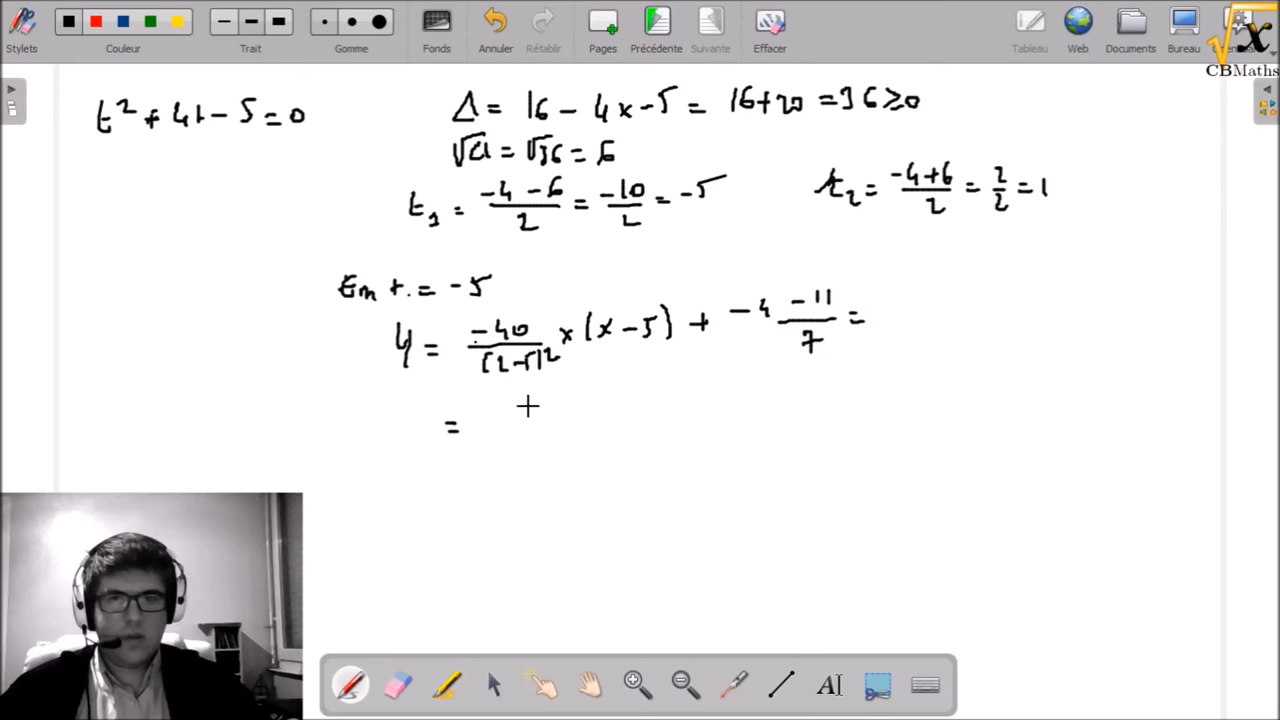 Stylets Couleur Trait Gomme Fonds Annuler Rétablir Pages Précédente Suivante Effacer Tableau Web Documents Bureau
CBMaths
t² + 4t - 5 = 0
Δ = 16 - 4x - 5 = 16 + 20 = 36 ≥ 0
√Δ = √36 = 6
t₁ = (-4 - 6)/2 = -10/2 = -5
t₂ = (-4+6)/2 = 2/2 = 1
En t. = -5
y = -40/(2-5)² × (x - 5) + -4 -11/7 =
=